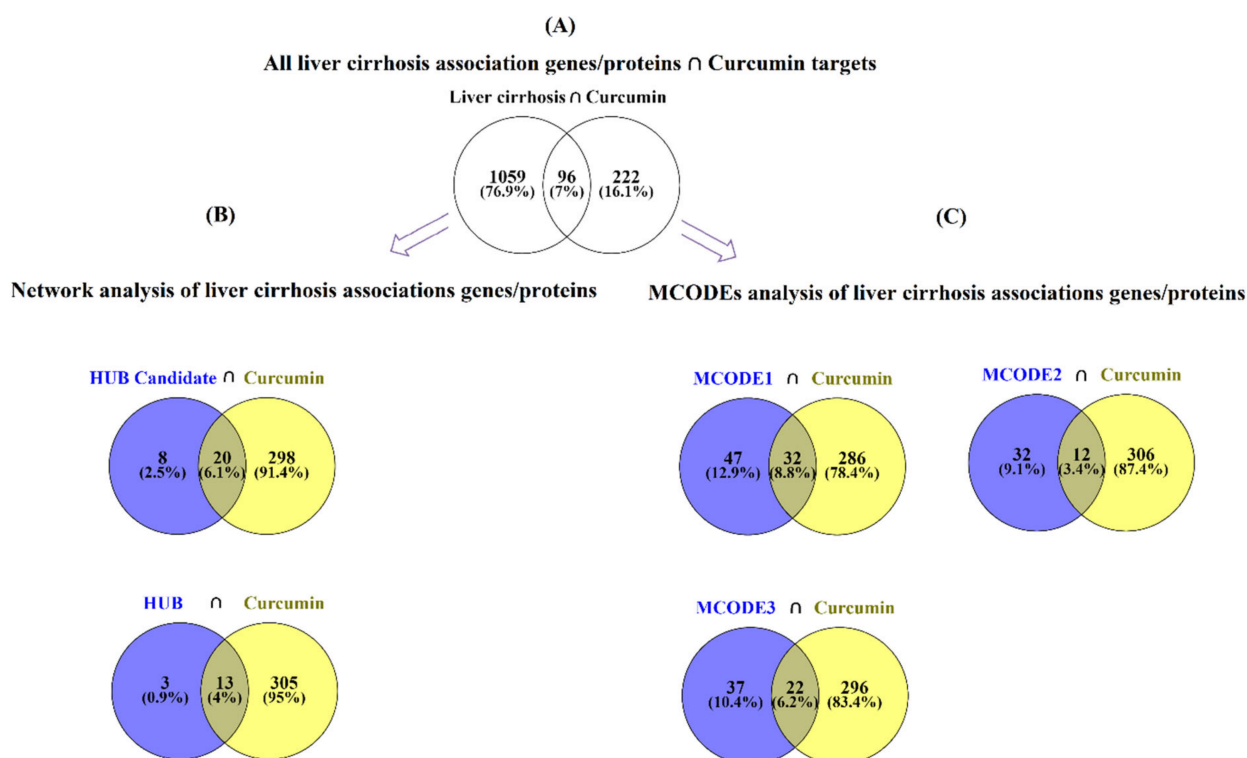 (A)
All liver cirrhosis association genes/proteins ∩ Curcumin targets
Liver cirrhosis ∩ Curcumin
1059 96 222
(76.9%) (7%) (16.1%)
(B) (C)
Network analysis of liver cirrhosis associations genes/proteins
MCODEs analysis of liver cirrhosis associations genes/proteins
HUB Candidate ∩ Curcumin
8 20 298
(2.5%) (6.1%) (91.4%)
HUB ∩ Curcumin
3 13 305
(0.9%) (4%) (95%)
MCODE1 ∩ Curcumin
47 32 286
(12.9%) (8.8%) (78.4%)
MCODE2 ∩ Curcumin
32 12 306
(9.1%) (3.4%) (87.4%)
MCODE3 ∩ Curcumin
37 22 296
(10.4%) (6.2%) (83.4%)